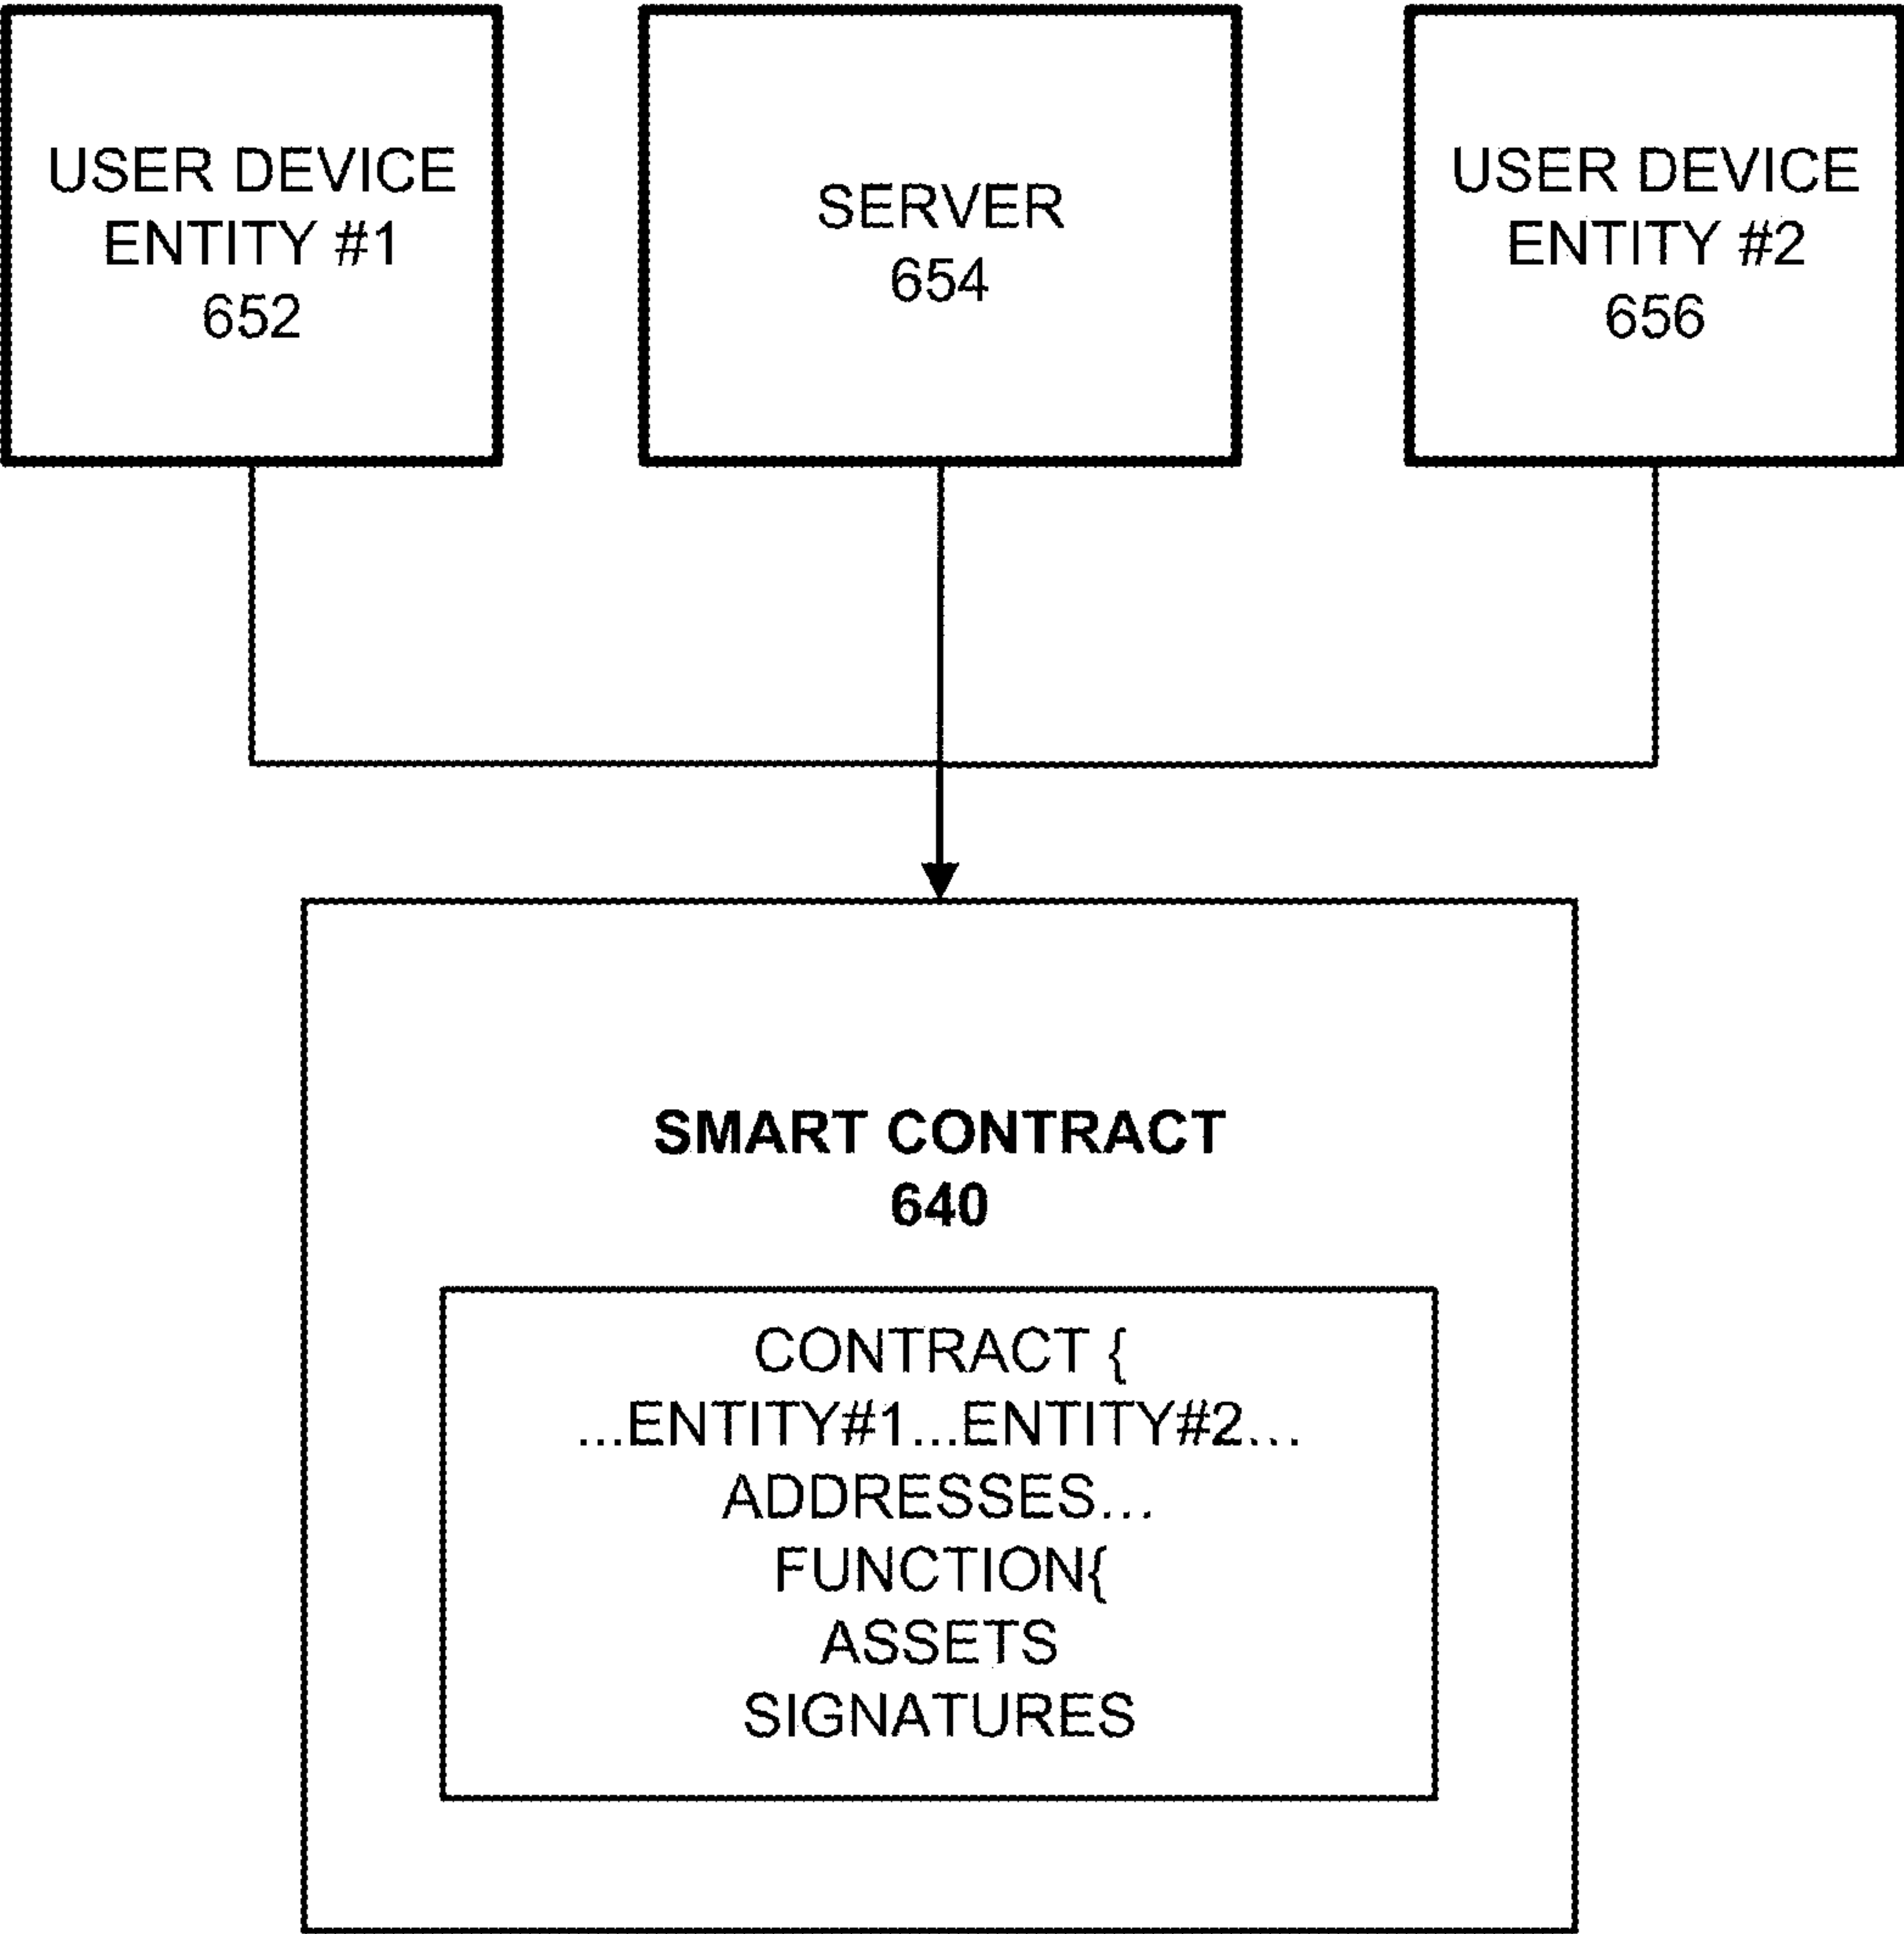 USER DEVICE
ENTITY #1
652
SERVER
654
USER DEVICE
ENTITY #2
656
SMART CONTRACT
640
CONTRACT {
...ENTITY#1...ENTITY#2...
ADDRESSES...
FUNCTION{
ASSETS
SIGNATURES